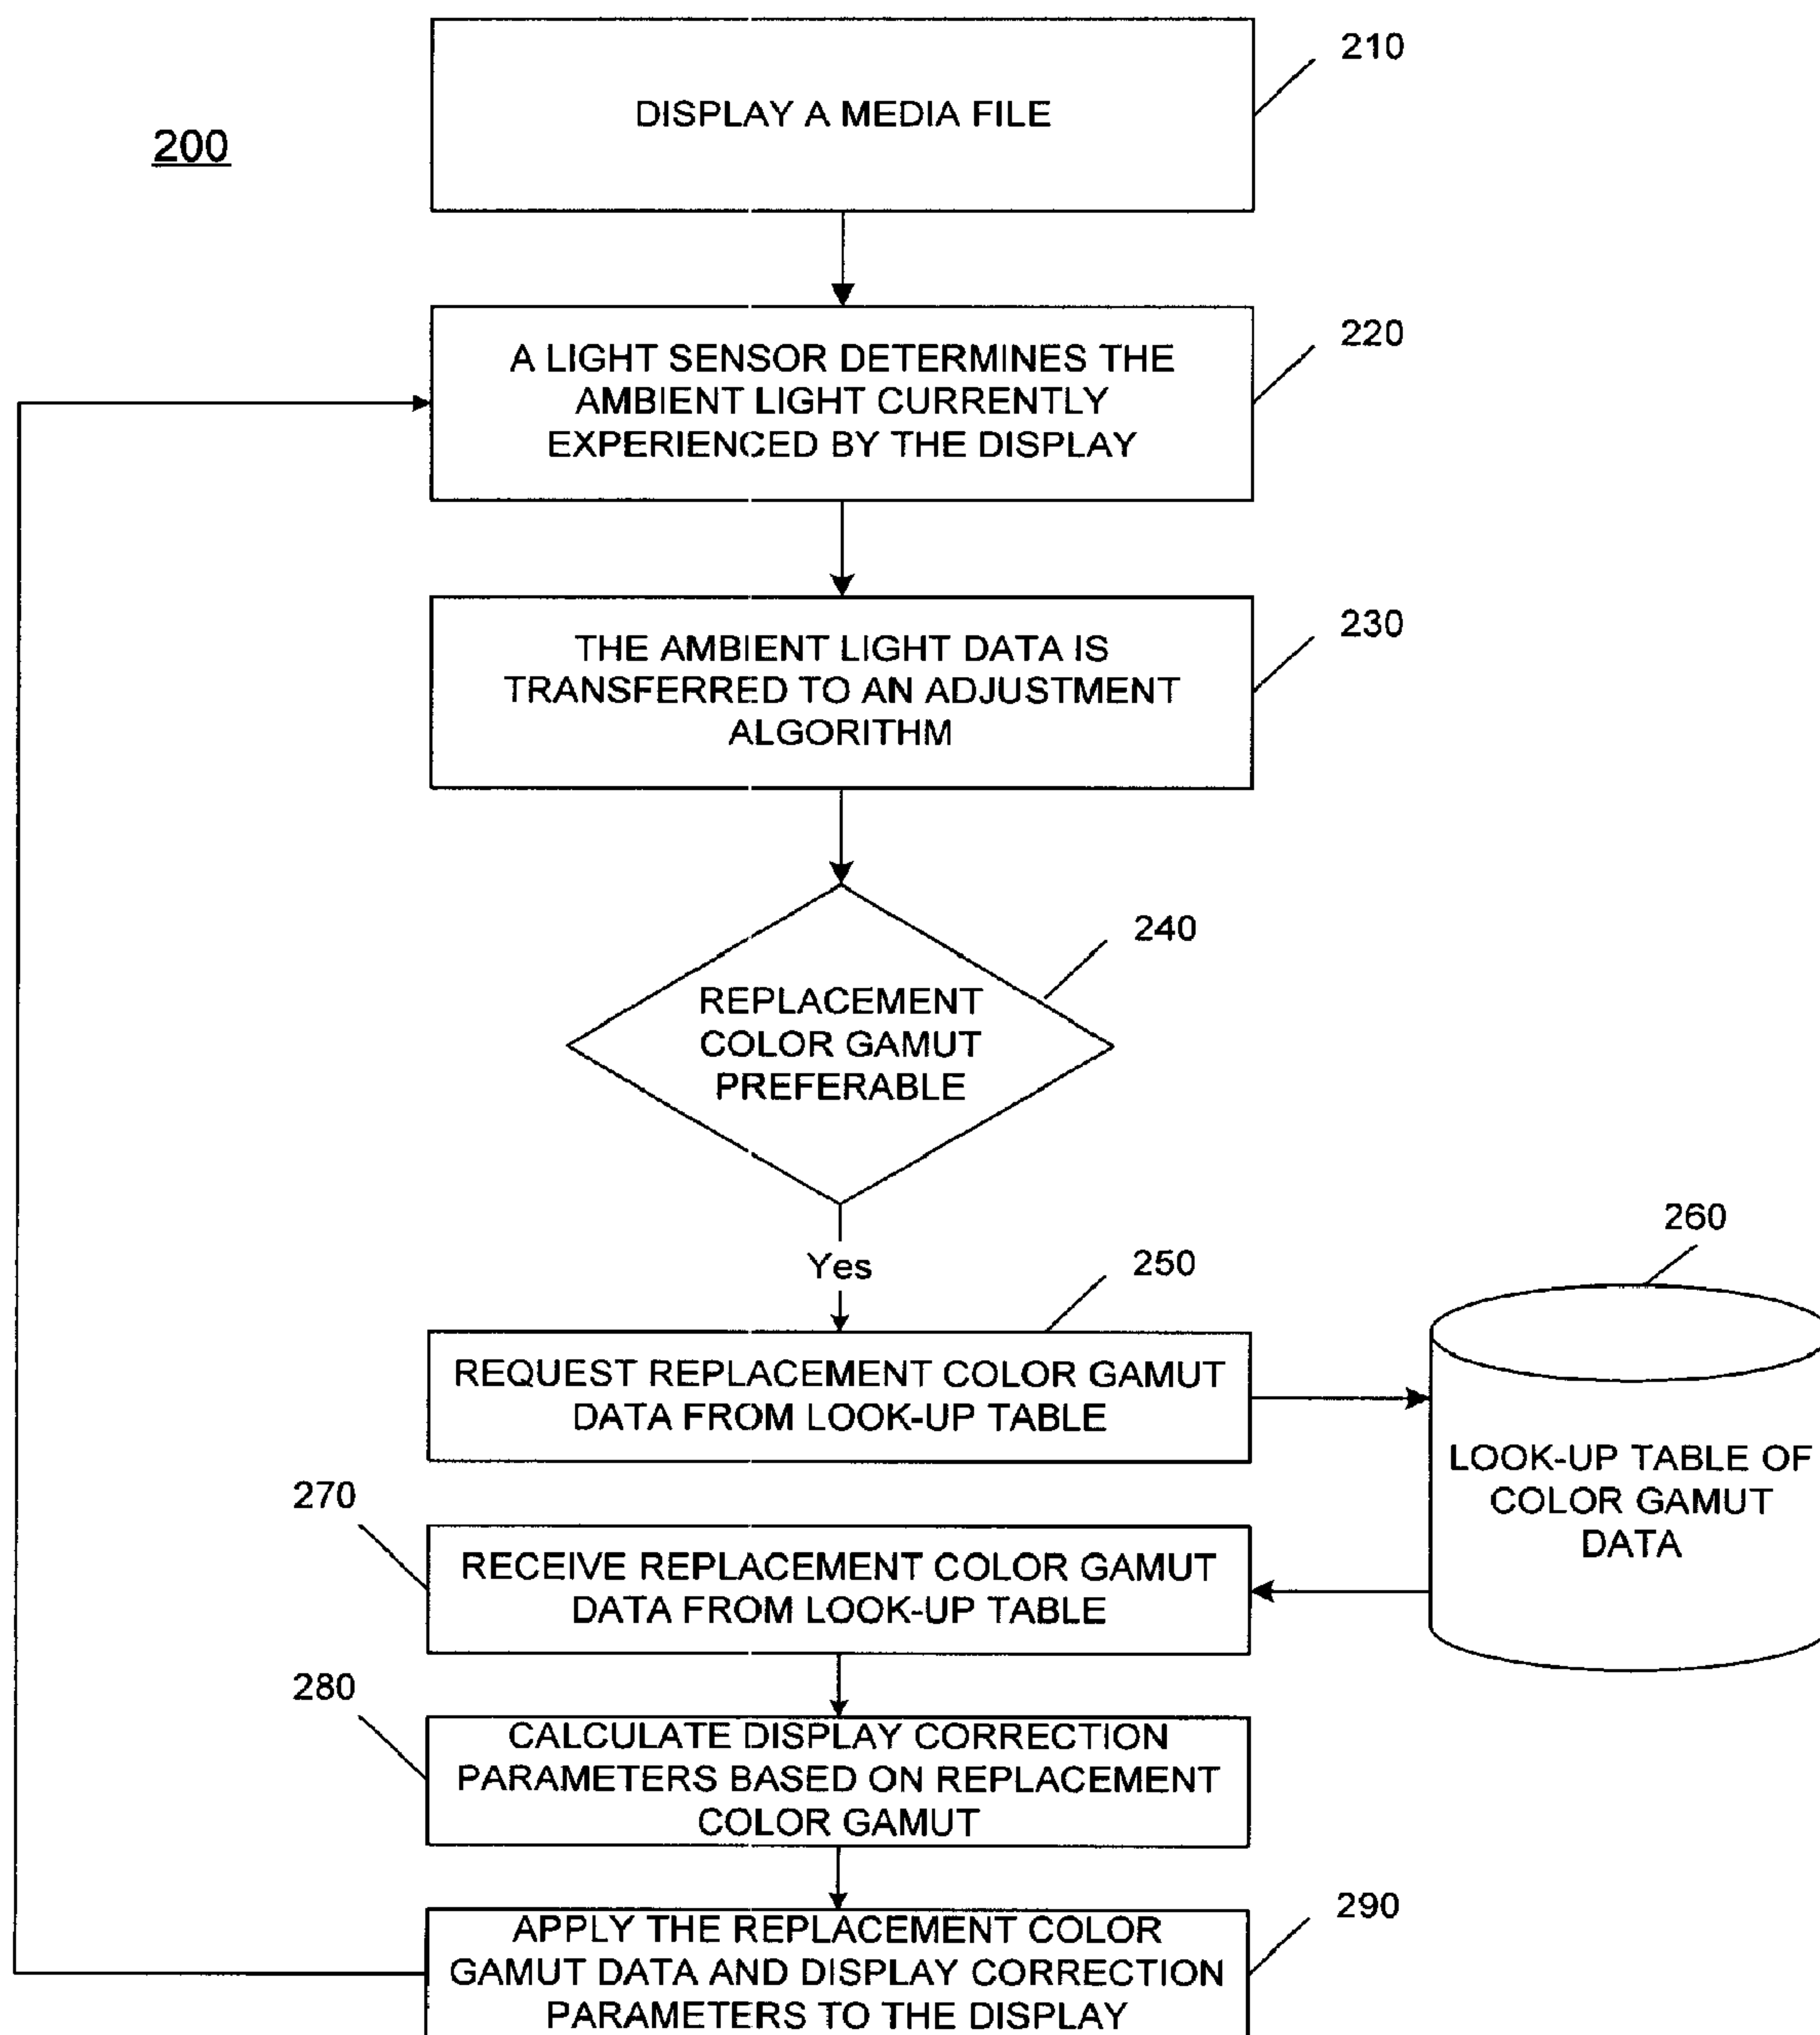 210
DISPLAY A MEDIA FILE
200
220
A LIGHT SENSOR DETERMINES THE
AMBIENT LIGHT CURRENTLY
EXPERIENCED BY THE DISPLAY
230
THE AMBIENT LIGHT DATA IS
TRANSFERRED TO AN ADJUSTMENT
ALGORITHM
240
REPLACEMENT
COLOR GAMUT
PREFERABLE
Yes
250
REQUEST REPLACEMENT COLOR GAMUT
DATA FROM LOOK-UP TABLE
260
LOOK-UP TABLE OF
COLOR GAMUT
DATA
270
RECEIVE REPLACEMENT COLOR GAMUT
DATA FROM LOOK-UP TABLE
280
CALCULATE DISPLAY CORRECTION
PARAMETERS BASED ON REPLACEMENT
COLOR GAMUT
290
APPLY THE REPLACEMENT COLOR
GAMUT DATA AND DISPLAY CORRECTION
PARAMETERS TO THE DISPLAY